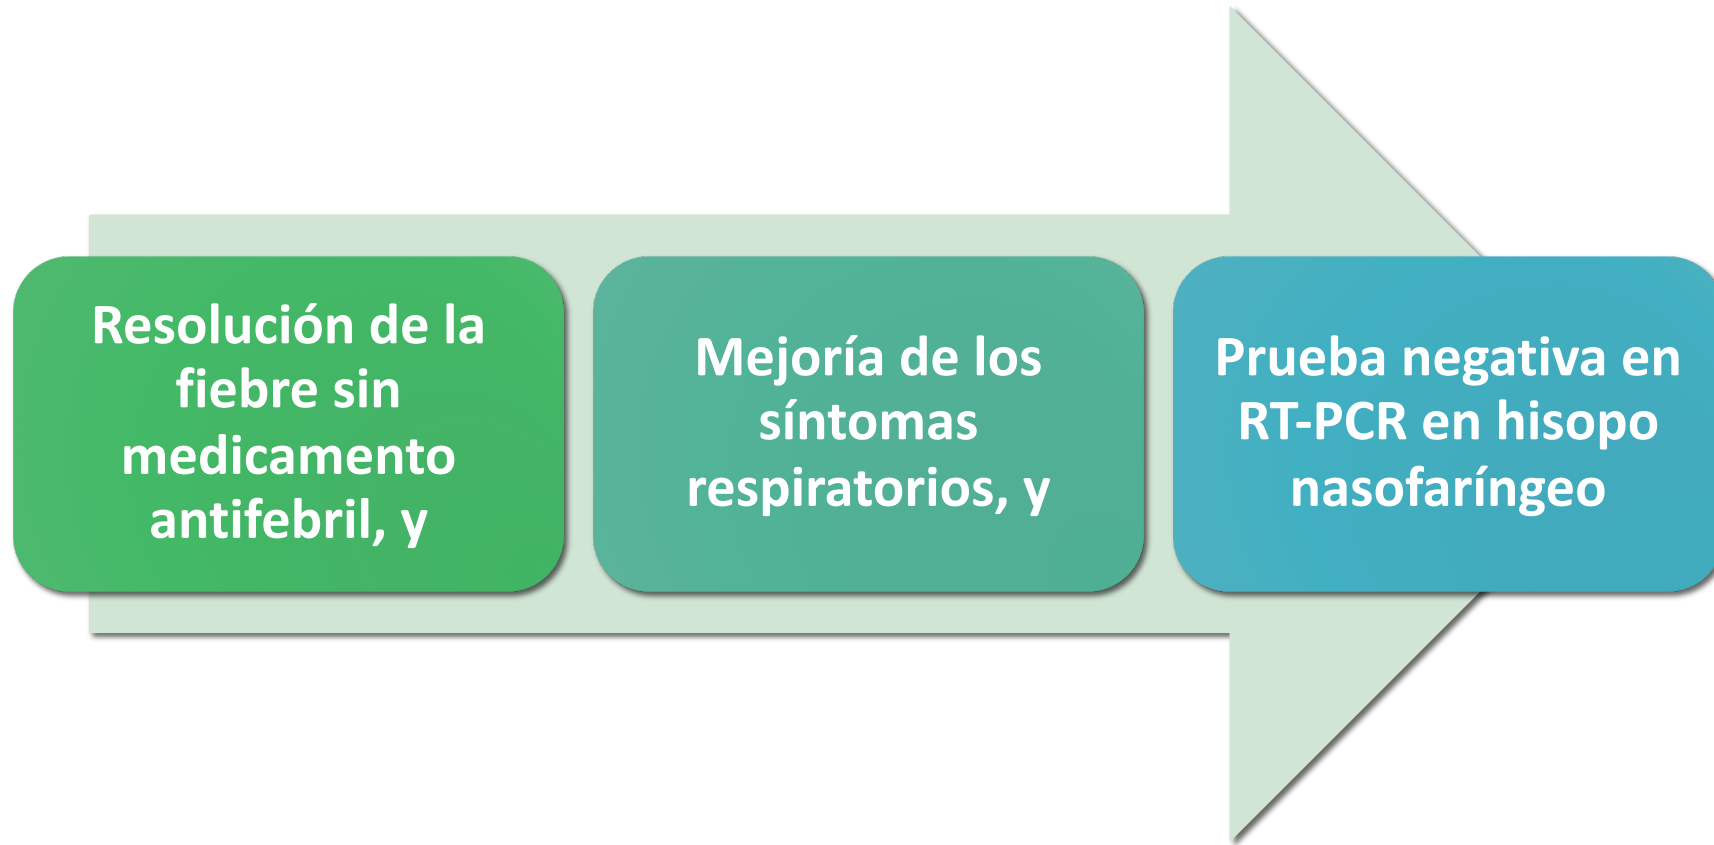 Resolución de la
fiebre sin
medicamento
antifebril, y
Mejoría de los
síntomas
respiratorios, y
Prueba negativa en
RT-PCR en hisopo
nasofaríngeo